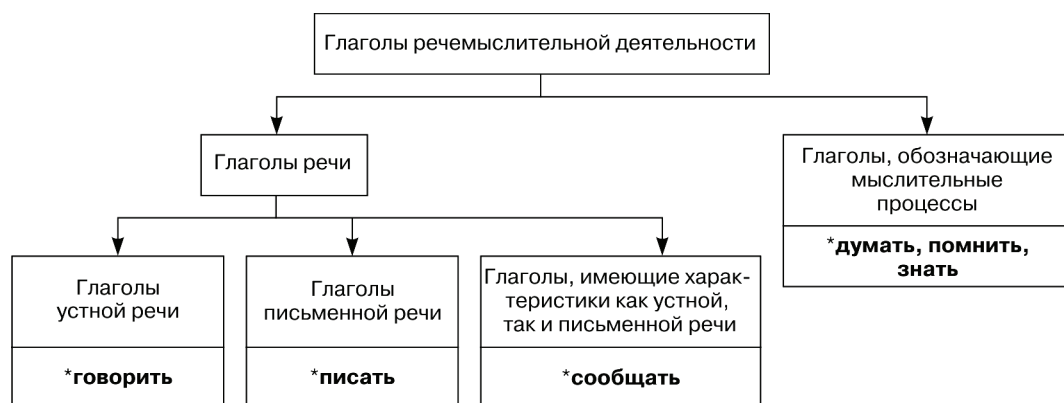 Глаголы речемыслительной деятельности
Глаголы речи
Глаголы, обозначающие
мыслительные
процессы
*думать, помнить,
знать
Глаголы
устной речи
*говорить
Глаголы
письменной речи
*писать
Глаголы, имеющие харак-
теристики как устной,
так и письменной речи
*сообщать